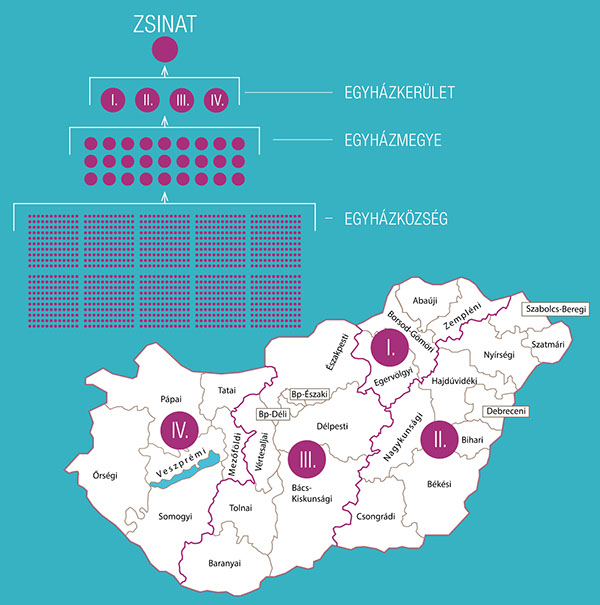 ZSINAT
I. II. III. IV.
EGYHÁZKERÜLET
EGYHÁZMEGYE
EGYHÁZKÖZSÉG
Abaúji
Zempléni
Borsod-Gömöri
Szabolcs-Beregi
Északpesti
I.
Szatmári
Nyírségi
Egervölgyi
Hajdúvidéki
Tatai
Pápai
Bp-Északi
Debreceni
Bp-Déli
Délpesti
IV.
Nagykunsági
II.
Bihari
Mezőföldi
Vértesaljai
III.
Veszprémi
Őrségi
Bács-
Kiskunsági
Békési
Tolnai
Somogyi
Csongrádi
Baranyai